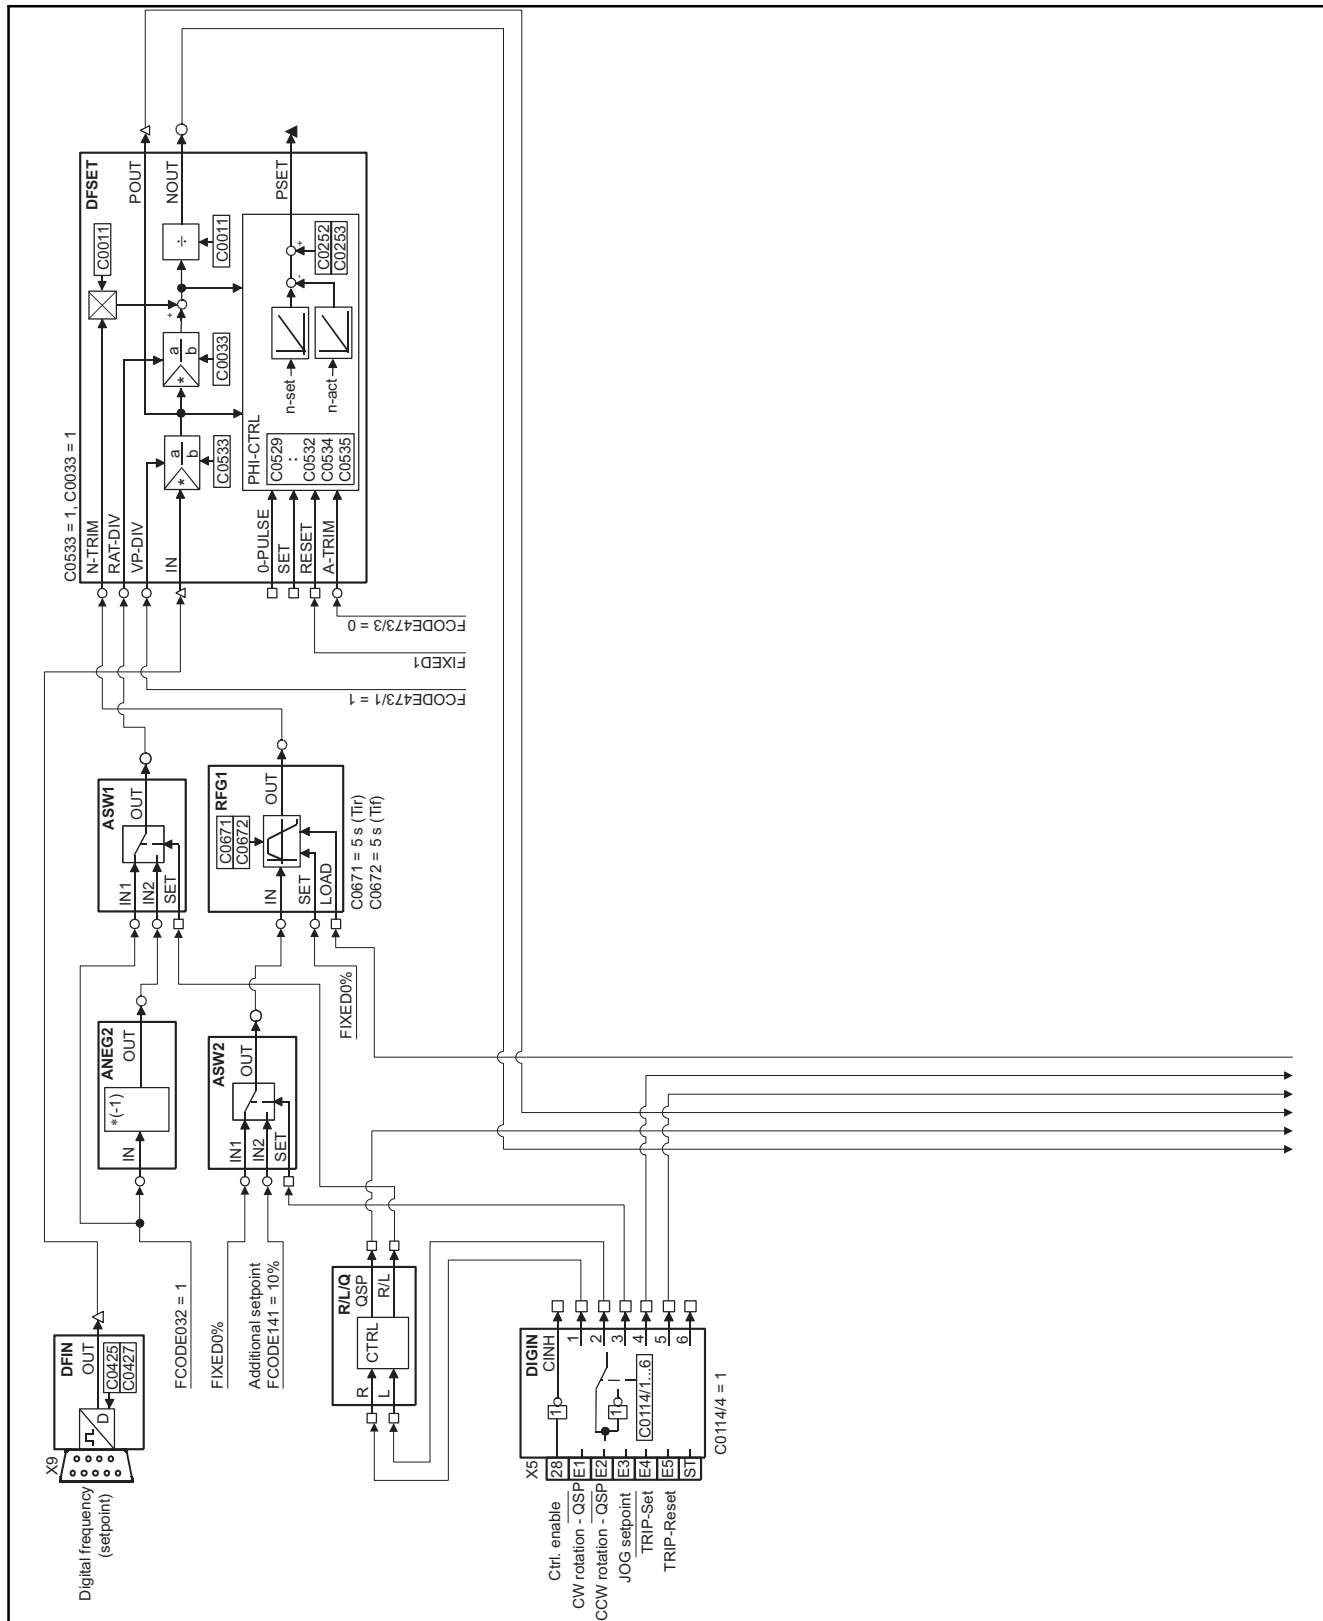 X9
Digital frequency
(setpoint)
DFIN
OUT
D
C0425
C0427
FCODE032 = 1
ANEG2
IN
*(-1)
OUT
ASW1
IN1
IN2
SET
OUT
FIXED0%
Additional setpoint
FCODE141 = 10%
ASW2
IN1
IN2
SET
OUT
FIXED0%
RFG1
C0671
C0672
IN
SET
LOAD
OUT
C0671 = 5 s (Tir)
C0672 = 5 s (Tif)
R/L/Q
R
L
CTRL
QSP
R/L
X5
DIGIN
28
E1
E2
E3
E4
E5
ST
CINH
1
2
3
4
5
6
1
1
C0114/1...6
C0114/4 = 1
Ctrl. enable
CW rotation - QSP
CCW rotation - QSP
JOG setpoint
TRIP-Set
TRIP-Reset
C0533 = 1, C0033 = 1
DFSET
N-TRIM
RAT-DIV
VP-DIV
IN
0-PULSE
SET
RESET
A-TRIM
* a
b
C0533
* a
b
C0033
+
C0011
÷
C0011
POUT
NOUT
PSET
PHI-CTRL
C0529
:
C0532
C0534
C0535
n-set
n-act
-
+
C0252
C0253
FCODE473/3 = 0
FIXED1
FCODE473/1 = 1